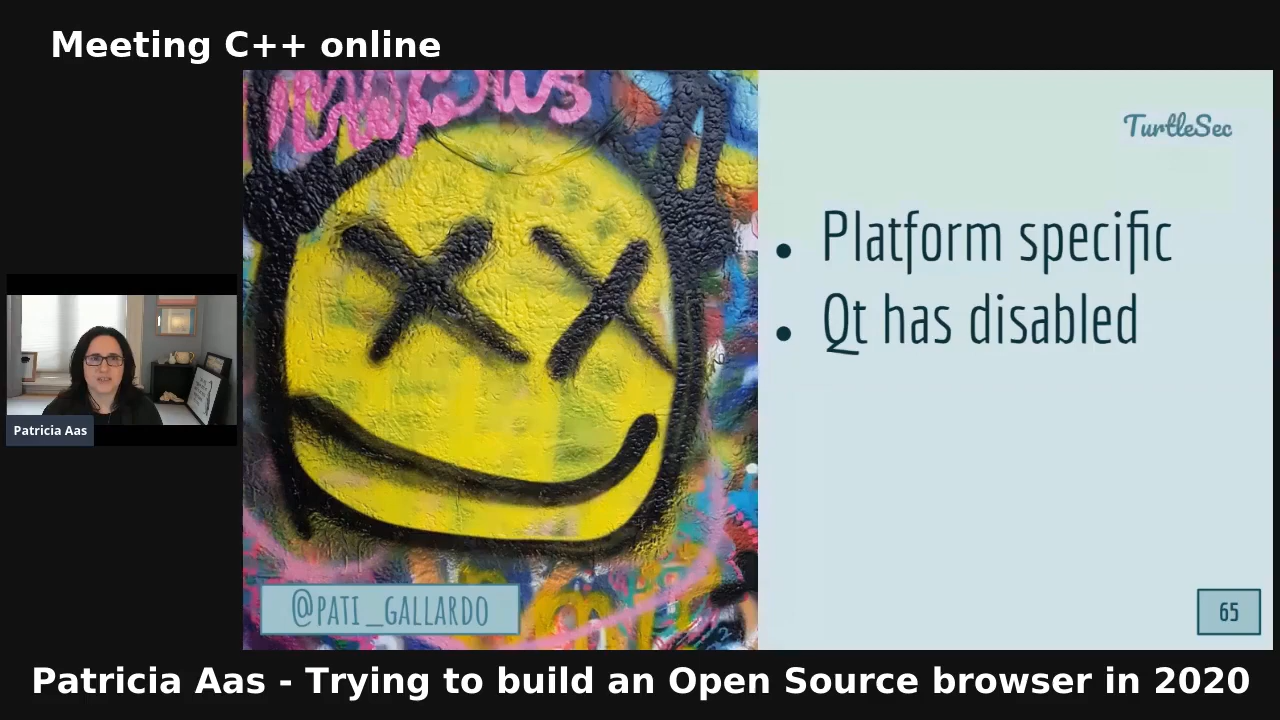 Meeting C++ online
TurtleSec
• Platform specific
• Qt has disabled
Patricia Aas
@PATI_GALLARDO
65
Patricia Aas - Trying to build an Open Source browser in 2020